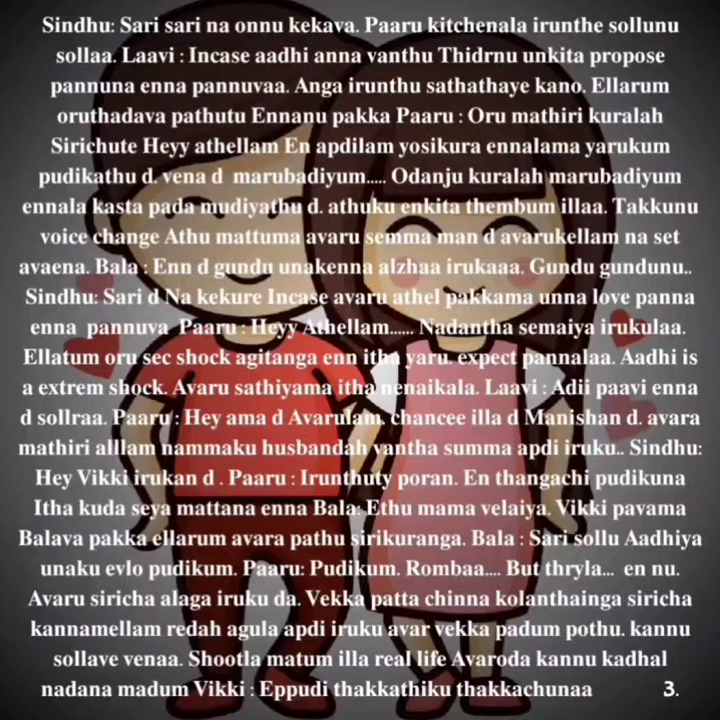 Sindhu: Sari sari na onnu kekava. Paaru kitchenala irunthe sollunu
sollaa. Laavi : Incase aadhi anna vanthu Thidrnu unkita propose
pannuna enna pannuvaa. Anga irunthu sathathaye kano. Ellarum
oruthadava pathutu Ennanu pakka Paaru : Oru mathiri kuralah
Sirichute Heyy athellam En apdilam yosikura ennalama yarukum
pudikathu d. vena d marubadiyum..... Odanju kuralah marubadiyum
ennala kasta pada mudiyathu d. athuku enkita thembum illaa. Takkunu
voice change Athu mattuma avaru semma man d avarukellam na set
avaena. Bala : Enn d gundu unakenna alzhaa irukaaa. Gundu gundunu..
Sindhu: Sari d Na kekure Incase avaru athel pakkama unna love panna
enna pannuva Paaru : Heyy Athellam...... Nadantha semaiya irukulaa.
Ellatum oru sec shock agitanga enn itha yaru. expect pannalaa. Aadhi is
a extrem shock. Avaru sathiyama itha nenaikala. Laavi : Adii paavi enna
d sollraa. Paaru : Hey ama d Avarulam. chancee illa d Manishan d. avara
mathiri alllam nammaku husbandah vantha summa apdi iruku.. Sindhu:
Hey Vikki irukan d . Paaru : Irunthuty poran. En thangachi pudikuna
Itha kuda seya mattana enna Bala: Ethu mama velaiya. Vikki pavama
Balava pakka ellarum avara pathu sirikuranga. Bala : Sari sollu Aadhiya
unaku evlo pudikum. Paaru: Pudikum. Rombaa.... But thryla... en nu.
Avaru siricha alaga iruku da. Vekka patta chinna kolanthainga siricha
kannamellam redah agula apdi iruku avar vekka padum pothu. kannu
sollave venaa. Shootla matum illa real life Avaroda kannu kadhal
nadana madum Vikki : Eppudi thakkathiku thakkachunaa 3.